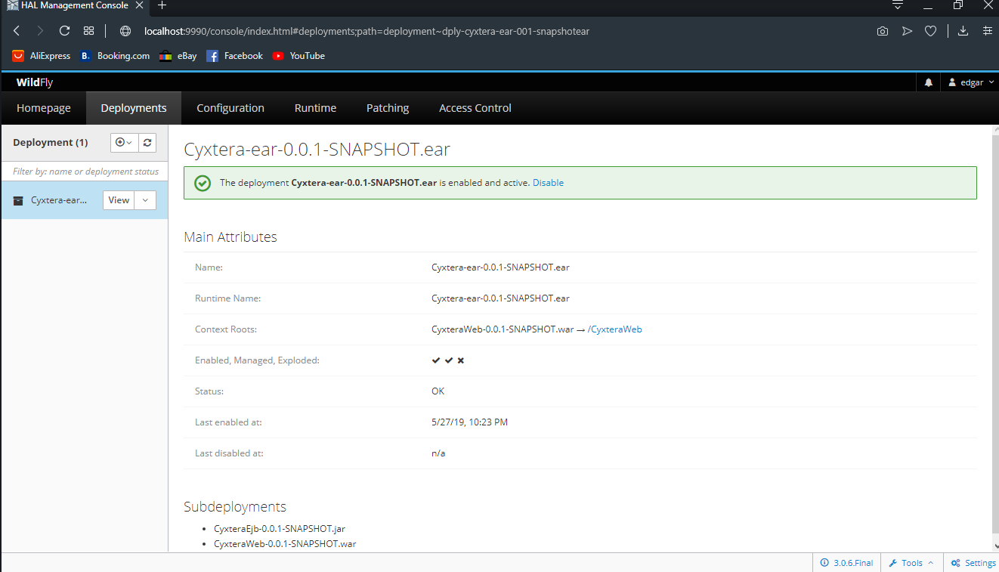 HAL Management Console
localhost:9990/console/index.html#deployments;path=deployment~dply-cyxtera-ear-001-snapshotear
AliExpress B. Booking.com eBay Facebook YouTube
WildFly edgar
Homepage Deployments Configuration Runtime Patching Access Control
Deployment (1)
Filter by: name or deployment status
Cyxtera-ear... View
Cyxtera-ear-0.0.1-SNAPSHOT.ear
The deployment Cyxtera-ear-0.0.1-SNAPSHOT.ear is enabled and active. Disable
Main Attributes
Name: Cyxtera-ear-0.0.1-SNAPSHOT.ear
Runtime Name: Cyxtera-ear-0.0.1-SNAPSHOT.ear
Context Roots: CyxteraWeb-0.0.1-SNAPSHOT.war → /CyxteraWeb
Enabled, Managed, Exploded: ✔ ✔ ✖
Status: OK
Last enabled at: 5/27/19, 10:23 PM
Last disabled at: n/a
Subdeployments
• CyxteraEjb-0.0.1-SNAPSHOT.jar
• CyxteraWeb-0.0.1-SNAPSHOT.war
3.0.6.Final Tools Settings